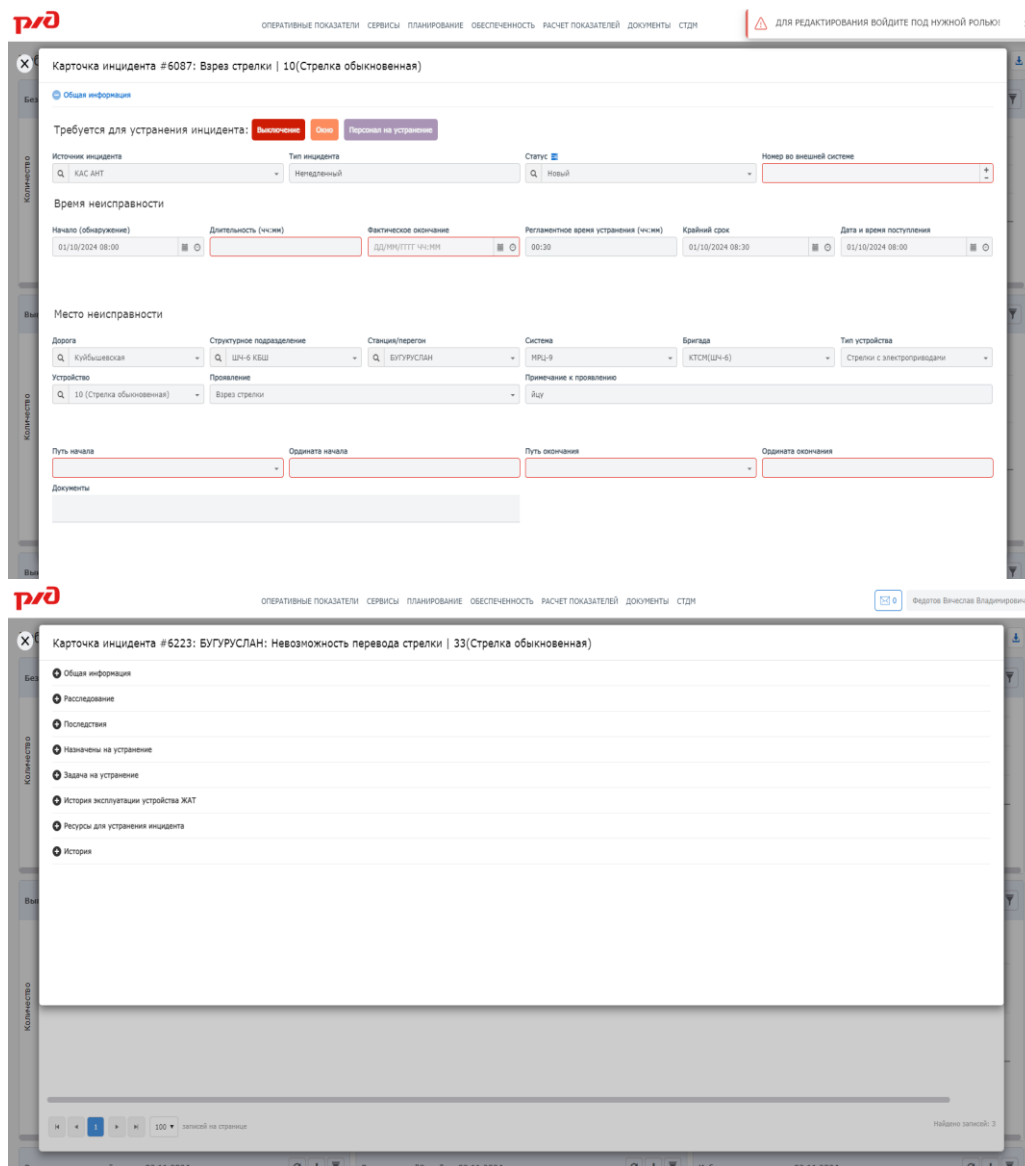 ржд
ОПЕРАТИВНЫЕ ПОКАЗАТЕЛИ СЕРВИСЫ ПЛАНИРОВАНИЕ ОБЕСПЕЧЕННОСТЬ РАСЧЕТ ПОКАЗАТЕЛЕЙ ДОКУМЕНТЫ СТДМ
ДЛЯ РЕДАКТИРОВАНИЯ ВОЙДИТЕ ПОД НУЖНОЙ РОЛЬЮ!
Карточка инцидента #6087: Взрез стрелки | 10(Стрелка обыкновенная)
Общая информация
Без
Требуется для устранения инцидента: Выключение Окно Персонал на устранение
Источник инцидента Тип инцидента Статус Номер во внешней системе
КАС АНТ Немедленный Новый
Количество
Время неисправности
Начало (обнаружение) Длительность (чч:мм) Фактическое окончание Регламентное время устранения (чч:мм) Крайний срок Дата и время поступления
01/10/2024 08:00 ДД/ММ/ГГГГ ЧЧ:ММ 00:30 01/10/2024 08:30 01/10/2024 08:00
Вык
Место неисправности
Дорога Структурное подразделение Станция/перегон Система Бригада Тип устройства
Куйбышевская ШЧ-6 КБШ БУГУРУСЛАН МРЦ-9 КТСМ(ШЧ-6) Стрелки с электроприводами
Устройство Проявление Примечание к проявлению
10 (Стрелка обыкновенная) Взрез стрелки йцу
Количество
Путь начала Ордината начала Путь окончания Ордината окончания
Документы
Вык
ржд
ОПЕРАТИВНЫЕ ПОКАЗАТЕЛИ СЕРВИСЫ ПЛАНИРОВАНИЕ ОБЕСПЕЧЕННОСТЬ РАСЧЕТ ПОКАЗАТЕЛЕЙ ДОКУМЕНТЫ СТДМ
0 Федотов Вячеслав Владимирович
Карточка инцидента #6223: БУГУРУСЛАН: Невозможность перевода стрелки | 33(Стрелка обыкновенная)
Без
Общая информация
Расследование
Последствия
Назначены на устранение
Задача на устранение
История эксплуатации устройства ЖАТ
Ресурсы для устранения инцидента
История
Количество
Вык
Количество
1 100 записей на странице
Найдено записей: 3